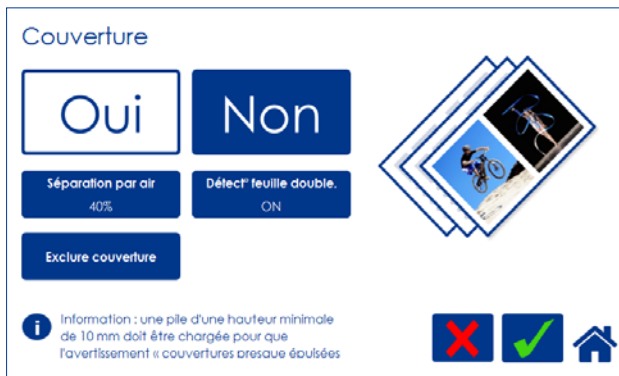 Couverture
Oui
Non
Séparation par air
40%
Détect° feuille double.
ON
Exclure couverture
i
Information : une pile d'une hauteur minimale
de 10 mm doit être chargée pour que
l'avertissement « couvertures presque épuisées